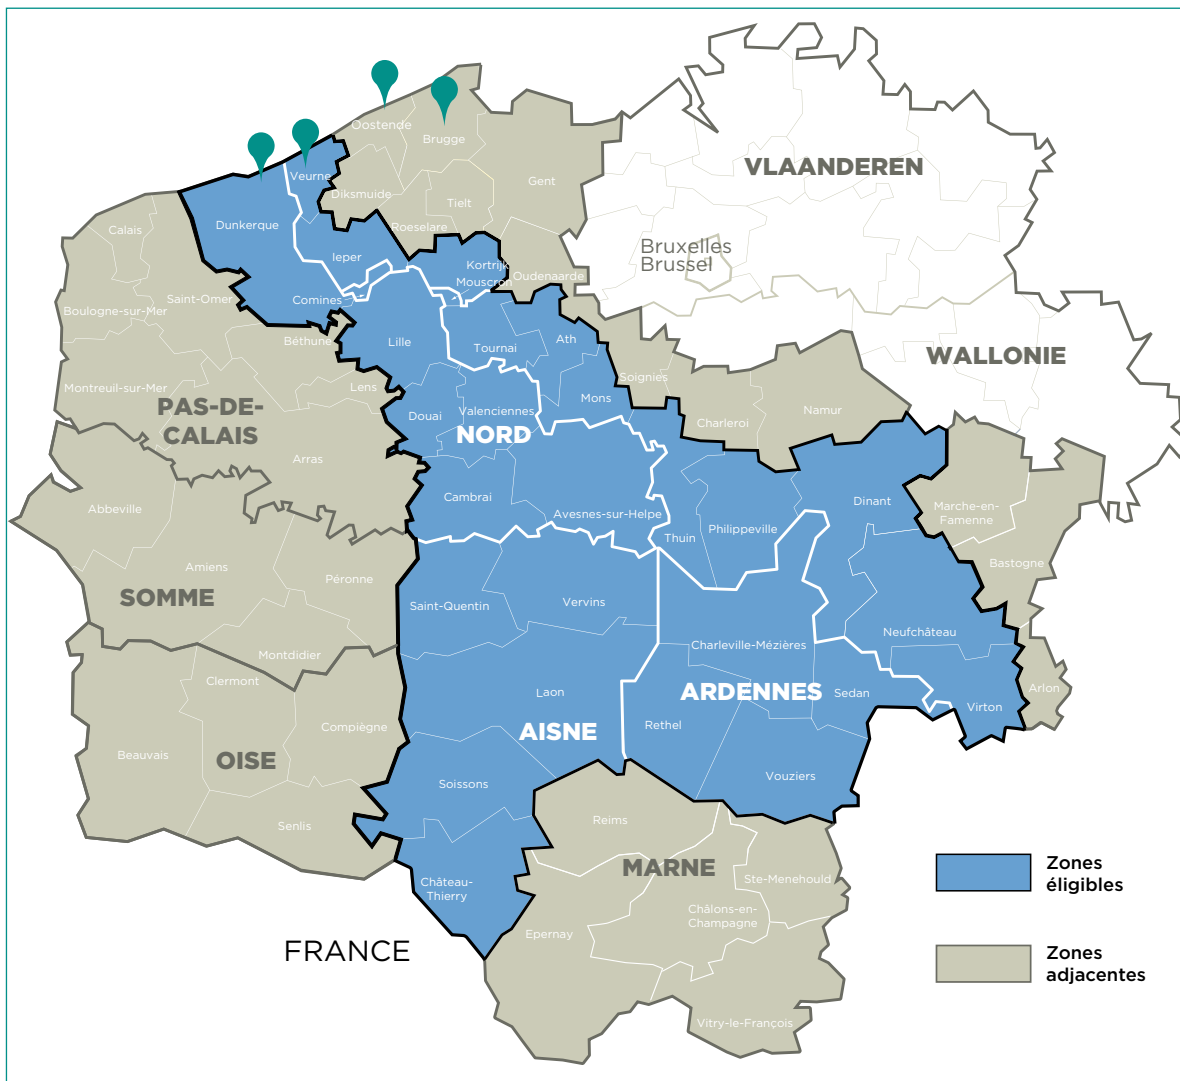 Oostende
Brugge
VLAANDEREN
Veurne
Gent
Diksmuide
Tielt
Dunkerque
Roeselare
Calais
Bruxelles
Brussel
Ieper
Kortrijk
Mouscron
Oudenaarde
Saint-Omer
Comines
Boulogne-sur-Mer
Béthune
Lille
Tournai
Ath
WALLONIE
Soignies
Montreuil-sur-Mer
Lens
Mons
PAS-DE-
CALAIS
Douai
Valenciennes
NORD
Namur
Charleroi
Arras
Cambrai
Dinant
Abbeville
Avesnes-sur-Helpe
Philippeville
Marche-en-
Famenne
Thuin
Bastogne
Amiens
Péronne
SOMME
Saint-Quentin
Vervins
Neufchâteau
Charleville-Mézières
Montdidier
Clermont
Laon
ARDENNES
Sedan
Arlon
Virton
Compiègne
Rethel
AISNE
Beauvais
OISE
Soissons
Vouziers
Senlis
Reims
MARNE
Zones
éligibles
Château-
Thierry
Ste-Menehould
Châlons-en-
Champagne
Epernay
FRANCE
Zones
adjacentes
Vitry-le-François